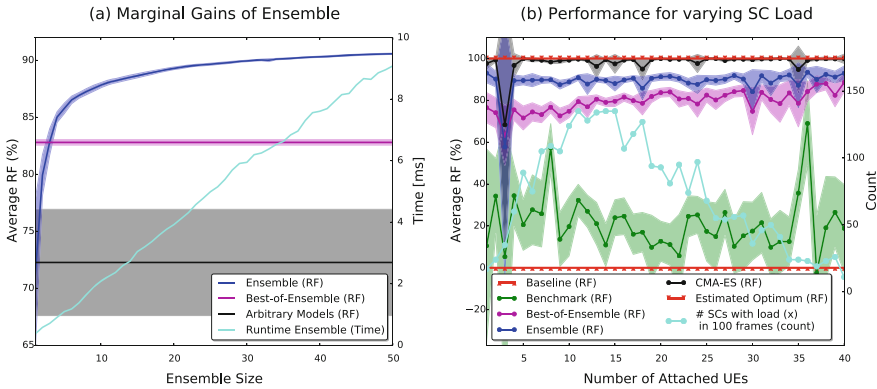 (a) Marginal Gains of Ensemble
90
85
80
75
70
65
Average RF (%)
10
8
6
4
2
0
Time [ms]
10
20
30
40
50
Ensemble Size
Ensemble (RF)
Best-of-Ensemble (RF)
Arbitrary Models (RF)
Runtime Ensemble (Time)
(b) Performance for varying SC Load
100
80
60
40
20
0
−20
Average RF (%)
150
100
50
0
Count
5
10
15
20
25
30
35
40
Number of Attached UEs
Baseline (RF)
Benchmark (RF)
Best-of-Ensemble (RF)
Ensemble (RF)
CMA-ES (RF)
Estimated Optimum (RF)
# SCs with load (x)
in 100 frames (count)